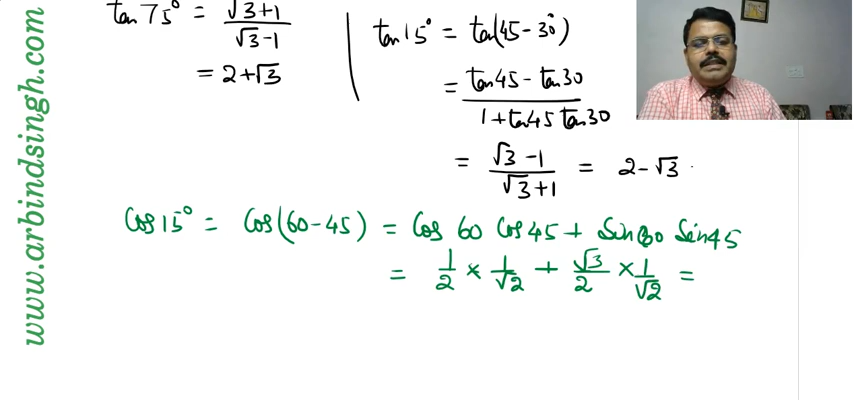 www.arbindsingh.com
tan 75° = √3+1/√3-1
= 2+√3
tan 15° = tan(45-30°)
= tan45 - tan30/1+tan45 tan30
= √3-1/√3+1 = 2-√3
Cos 15° = Cos(60-45) = Cos 60 Cos 45 + Sin 60 Sin 45
= 1/2 × 1/√2 + √3/2 × 1/√2 =